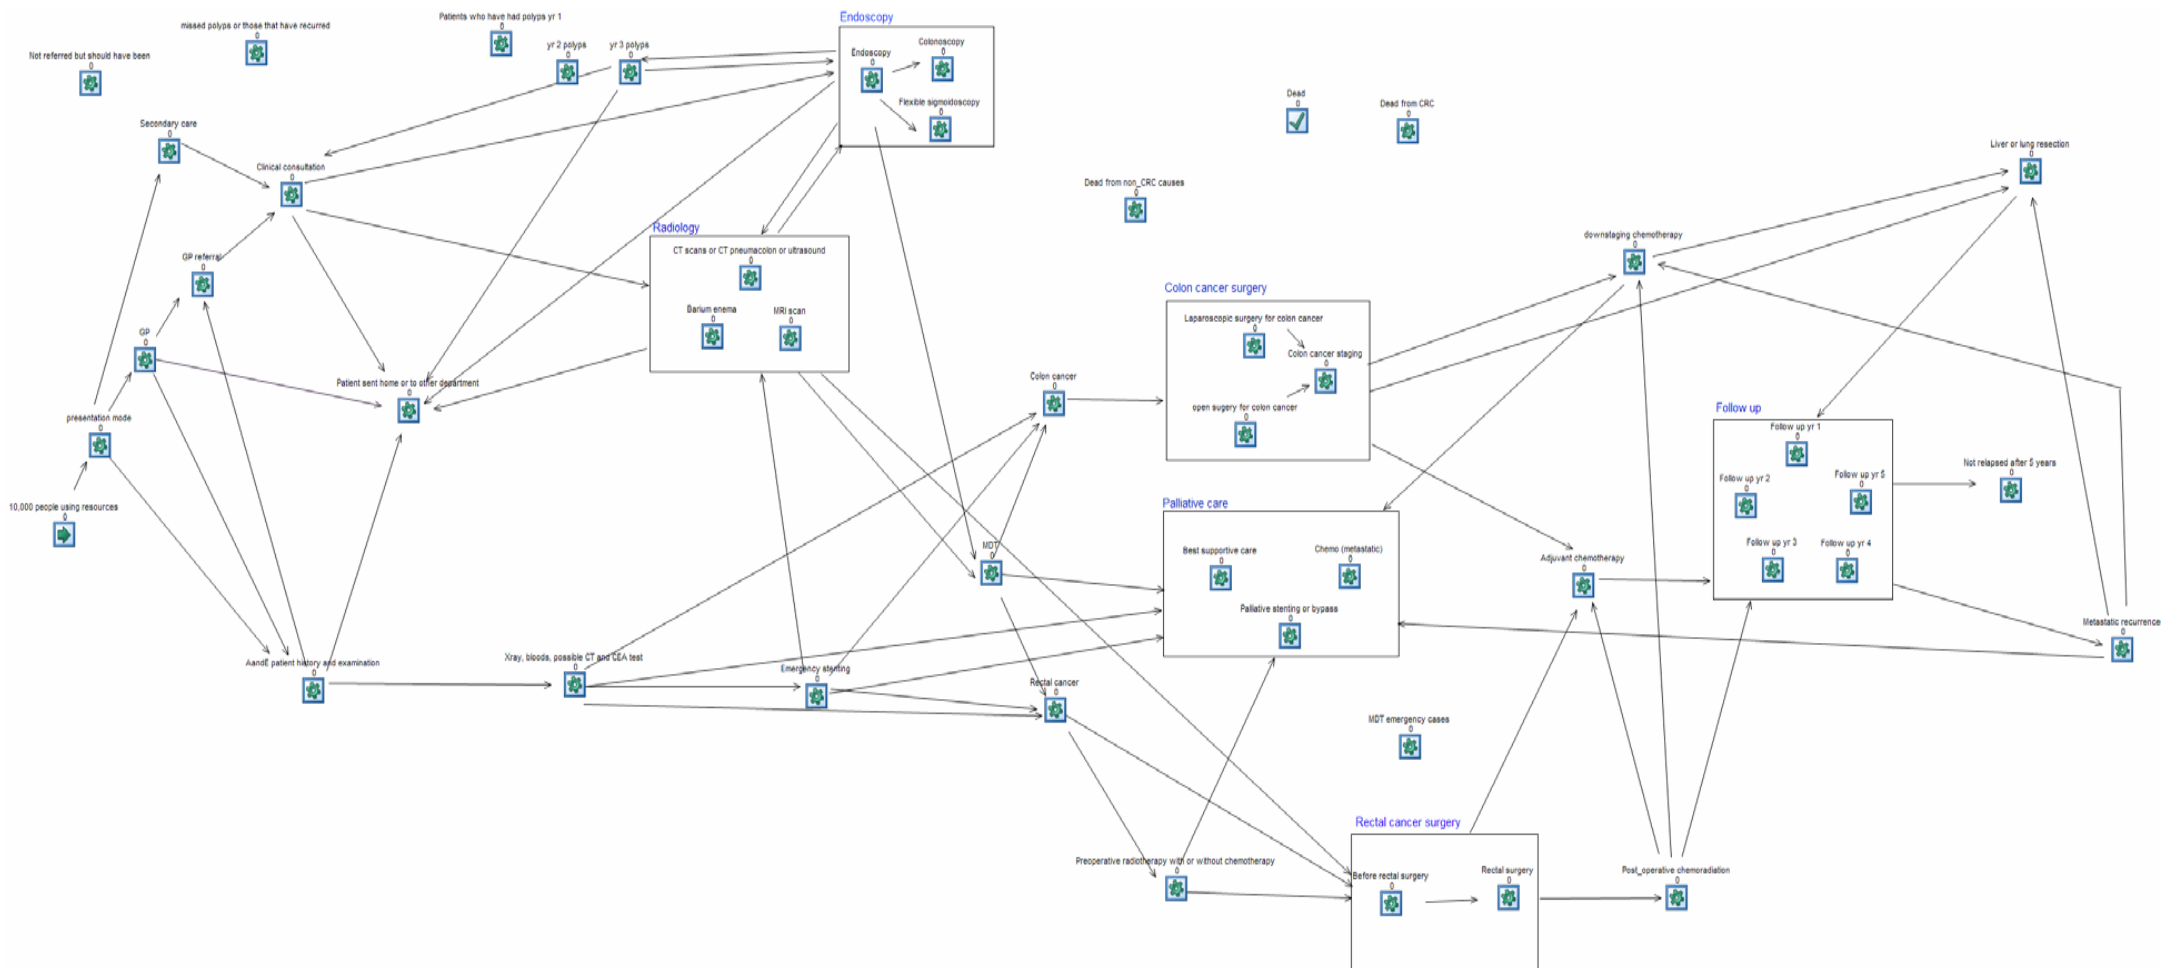 Endoscopy
Patients who have had polyps yr 1
0
missed polyps or those that have recurred
0
Not referred but should have been
0
yr 2 polyps
0
yr 3 polyps
0
Endoscopy
0
Colonoscopy
0
Flexible sigmoidoscopy
0
Dead
0
Dead from CRC
0
Secondary care
0
Clinical consultation
0
Liver or lung resection
0
Dead from non_CRC causes
0
Radiology
CT scans or CT pneumacolon or ultrasound
0
Barium enema
0
MRI scan
0
GP referral
0
downstaging chemotherapy
0
Colon cancer surgery
Laparoscopic surgery for colon cancer
0
Colon cancer staging
0
open sugery for colon cancer
0
GP
0
Patient sent home or to other department
0
Colon cancer
0
presentation mode
0
Follow up
Follow up yr 1
0
Follow up yr 2
0
Follow up yr 5
0
Follow up yr 3
0
Follow up yr 4
0
Not relapsed after 5 years
0
10,000 people using resources
0
Palliative care
Best supportive care
0
Chemo (metastatic)
0
Palliative stenting or bypass
0
MDT
0
Adjuvant chemotherapy
0
Metastatic recurrence
0
AandE patient history and examination
0
Xray, bloods, possible CT and CEA test
0
Emergency stenting
0
Rectal cancer
0
MDT emergency cases
0
Rectal cancer surgery
Preoperative radiotherapy with or without chemotherapy
0
Before rectal surgery
0
Rectal surgery
0
Post_operative chemoradiation
0